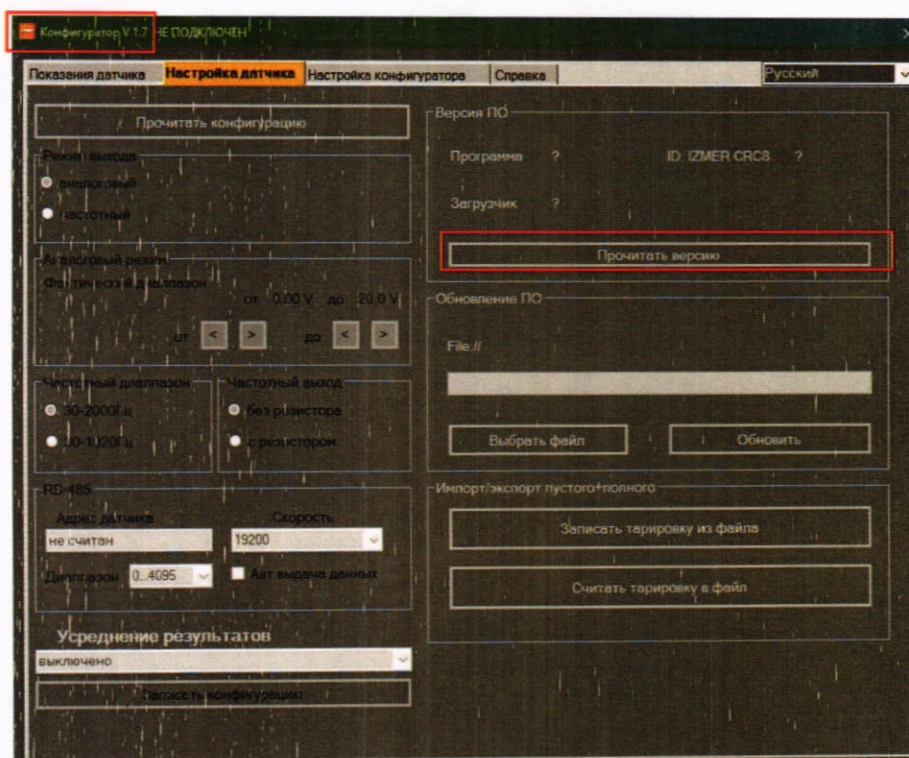 Конфигуратор V 1.7 НЕ ПОДКЛЮЧЕН
Показания датчика Настройка датчика Настройка конфигуратора Справка Русский
Прочитать конфигурацию
Режим выхода
аналоговый
частотный
Аналоговый режим
Фактический диапазон
от 0,00 V до 20,0 V
от < > до < >
Частотный диапазон
30-2000Гц
30-1020Гц
Частотный выход
без резистора
с резистором
RS-485
Адрес датчика Скорость
не считан 19200
Диапазон 0...4095 Авт выдача данных
Усреднение результатов
выключено
Записать конфигурацию
Версия ПО
Программа ? ID: IZMER CRC8 ?
Загрузчик ?
Прочитать версию
Обновление ПО
File://
Выбрать файл Обновить
Импорт/экспорт пустого+полного
Записать тарировку из файла
Считать тарировку в файл